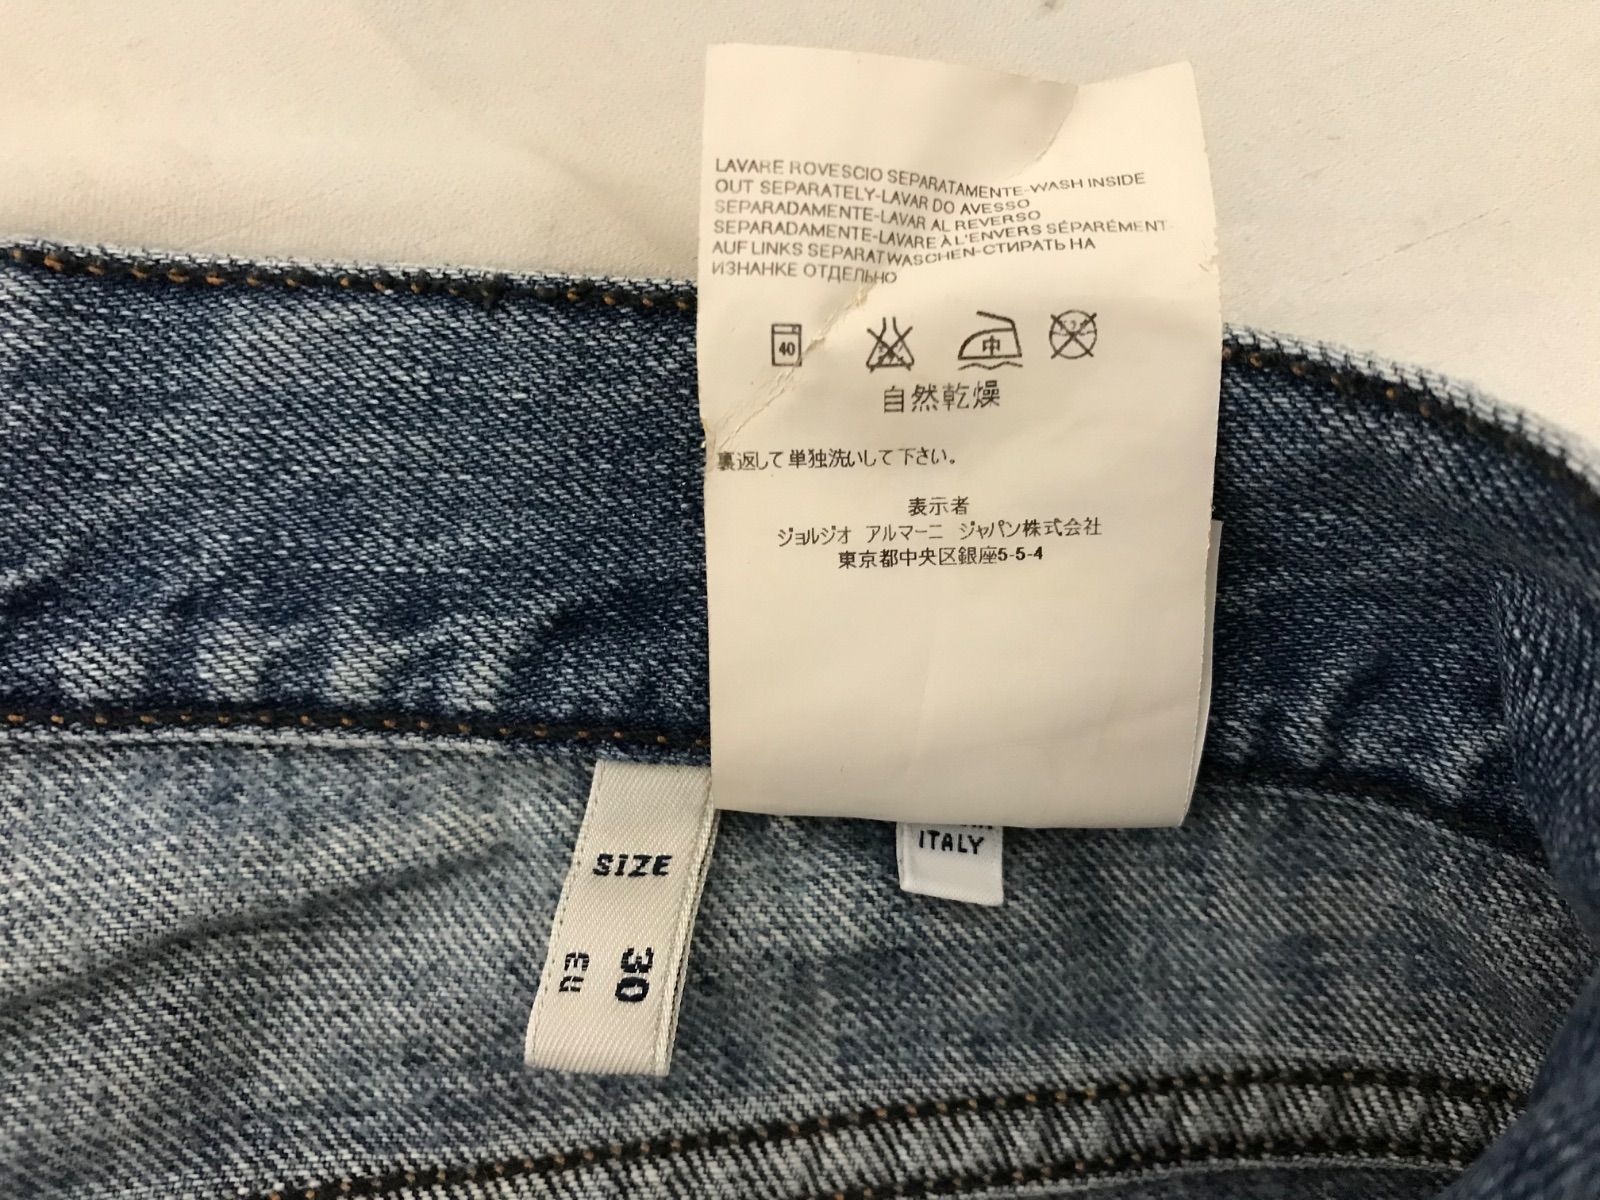 LAVARE ROVESCIO SEPARATAMENTE-WASH INSIDE
OUT SEPARATELY-LAVAR DO AVESSO
SEPARADAMENTE-LAVAR AL REVERSO
SEPARADAMENTE-LAVARE À L'ENVERS SÉPARÉMENT
AUF LINKS SEPARAT WASCHEN-СТИРАТЬ НА
ИЗНАНКЕ ОТДЕЛЬНО
40
中
自然乾燥
裏返して単独洗いして下さい。
表示者
ジョルジオ アルマーニ ジャパン株式会社
東京都中央区銀座5-5-4
ITALY
SIZE
30